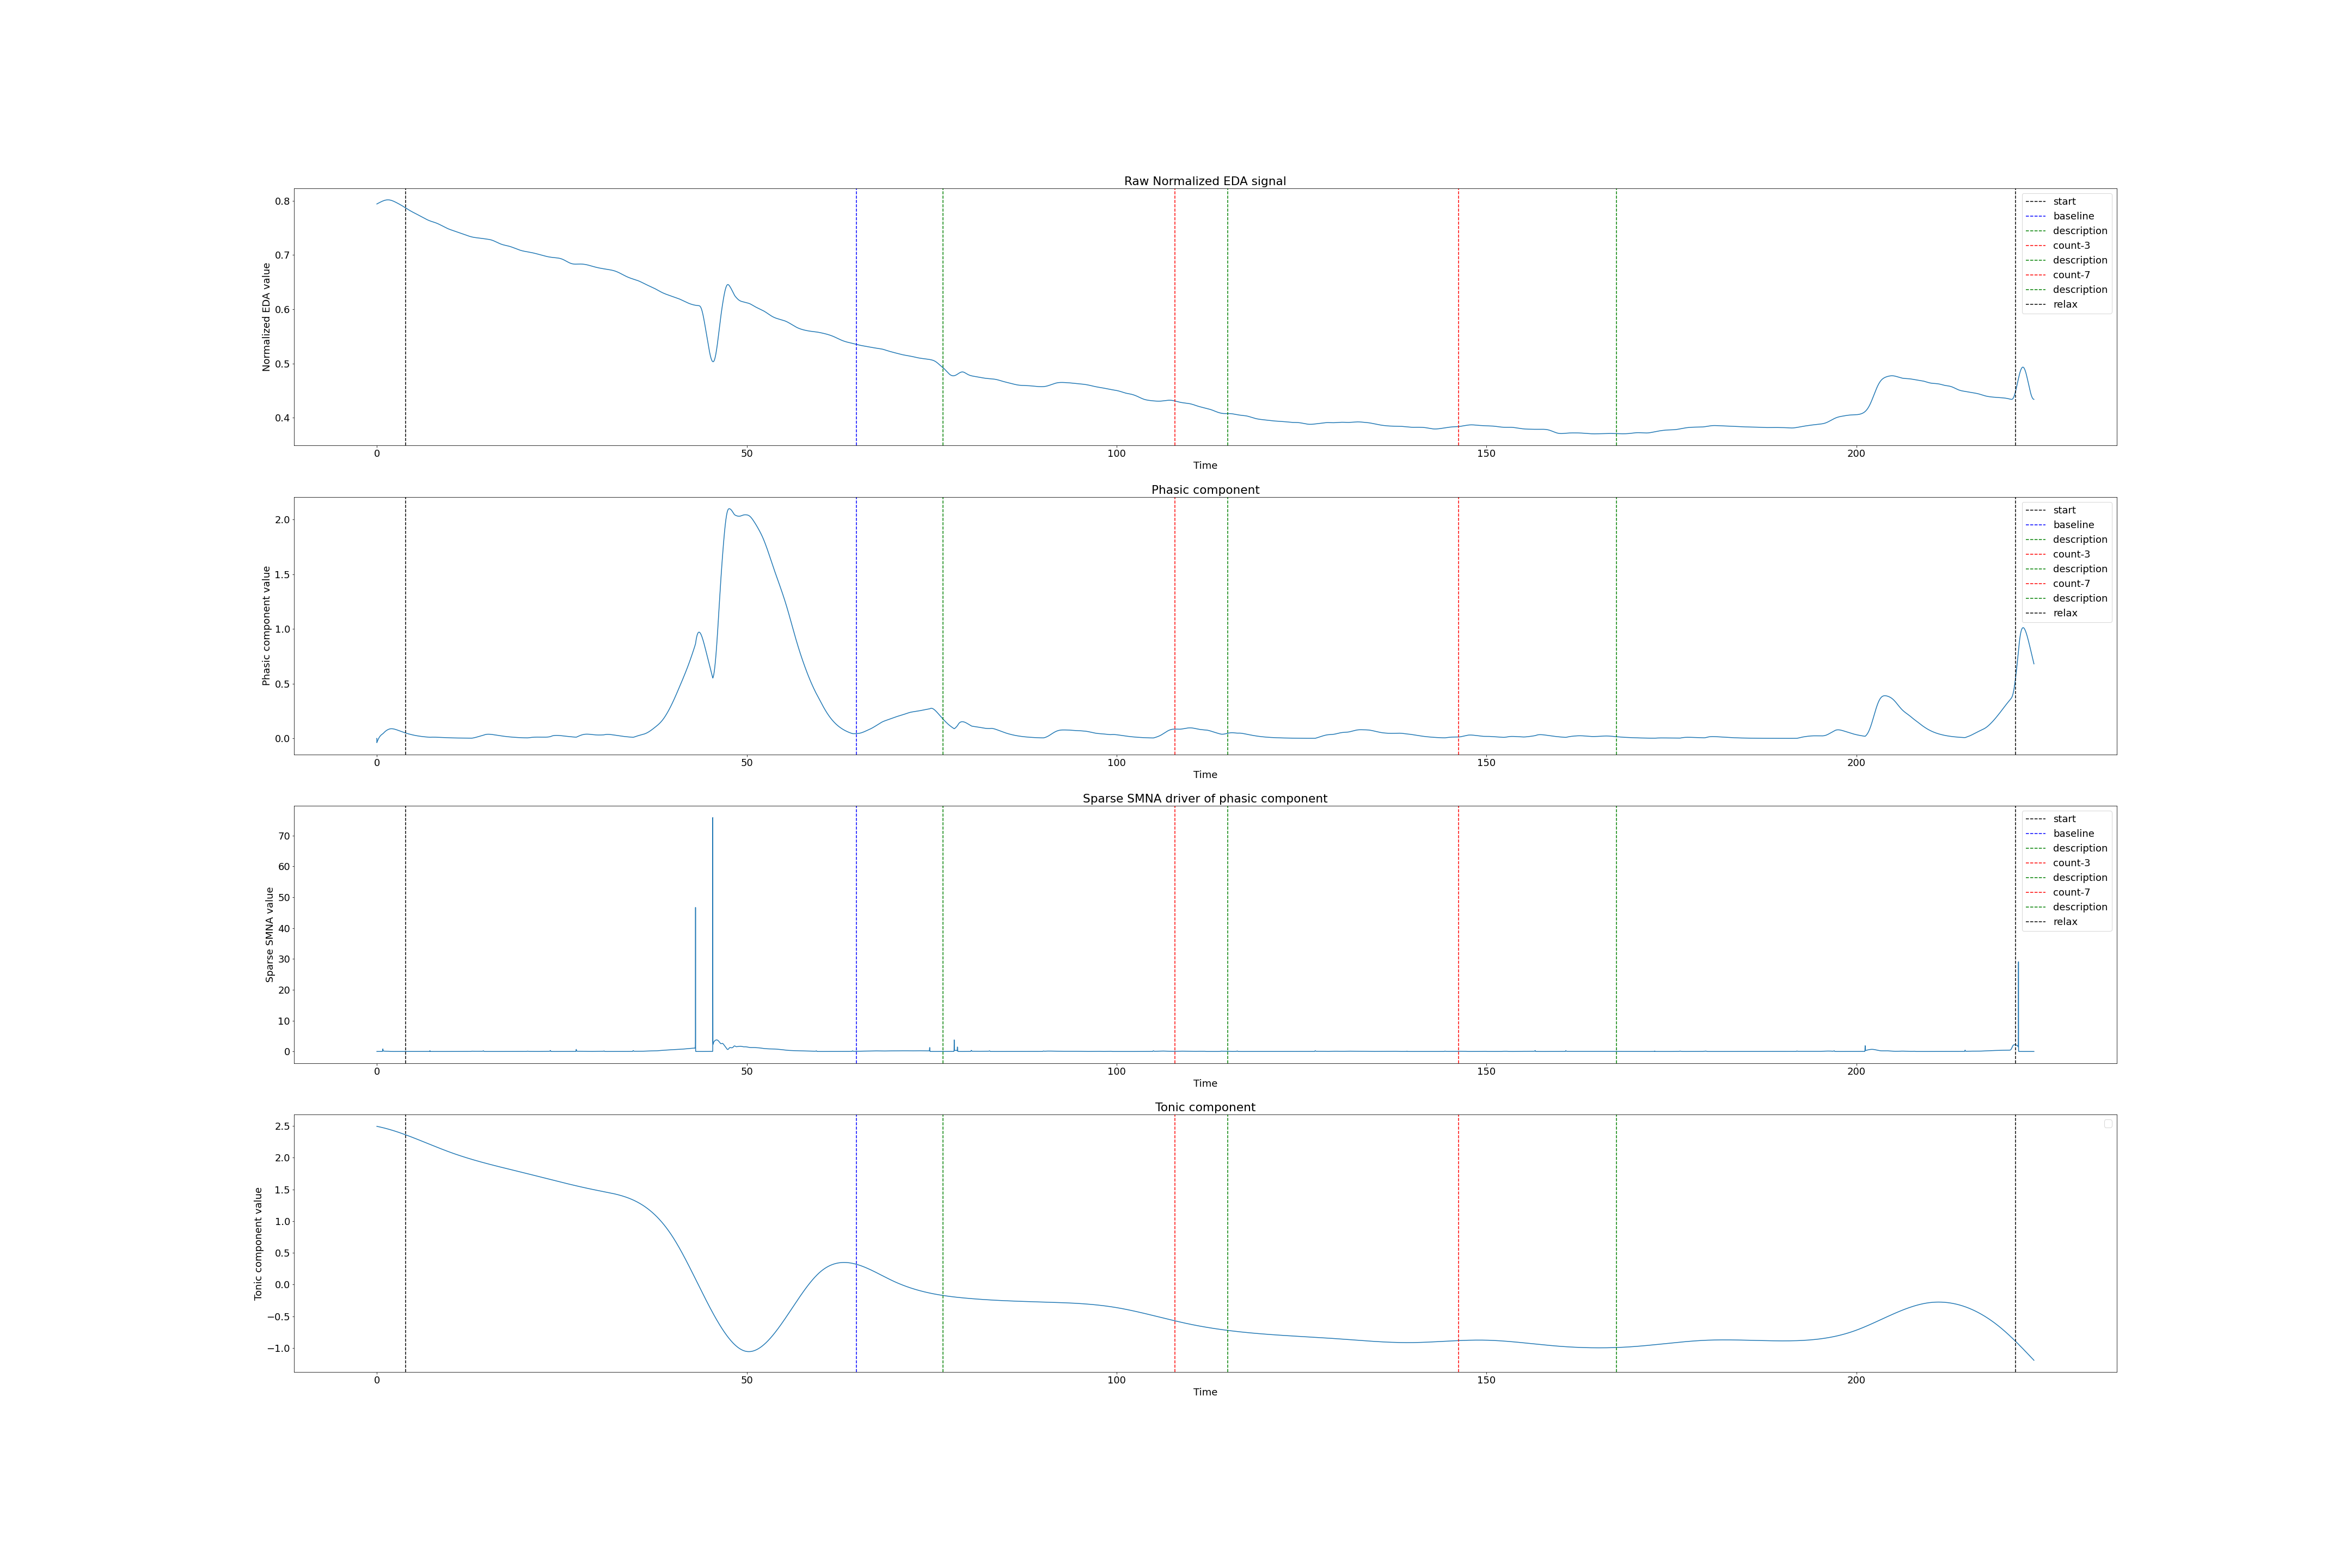 Raw Normalized EDA signal
0.8
0.7
0.6
0.5
0.4
Normalized EDA value
start
baseline
description
count-3
description
count-7
description
relax
0 50 100 150 200
Time
Phasic component
2.0
1.5
1.0
0.5
0.0
Phasic component value
start
baseline
description
count-3
description
count-7
description
relax
0 50 100 150 200
Time
Sparse SMNA driver of phasic component
70
60
50
40
30
20
10
0
Sparse SMNA value
start
baseline
description
count-3
description
count-7
description
relax
0 50 100 150 200
Time
Tonic component
2.5
2.0
1.5
1.0
0.5
0.0
−0.5
−1.0
Tonic component value
0 50 100 150 200
Time